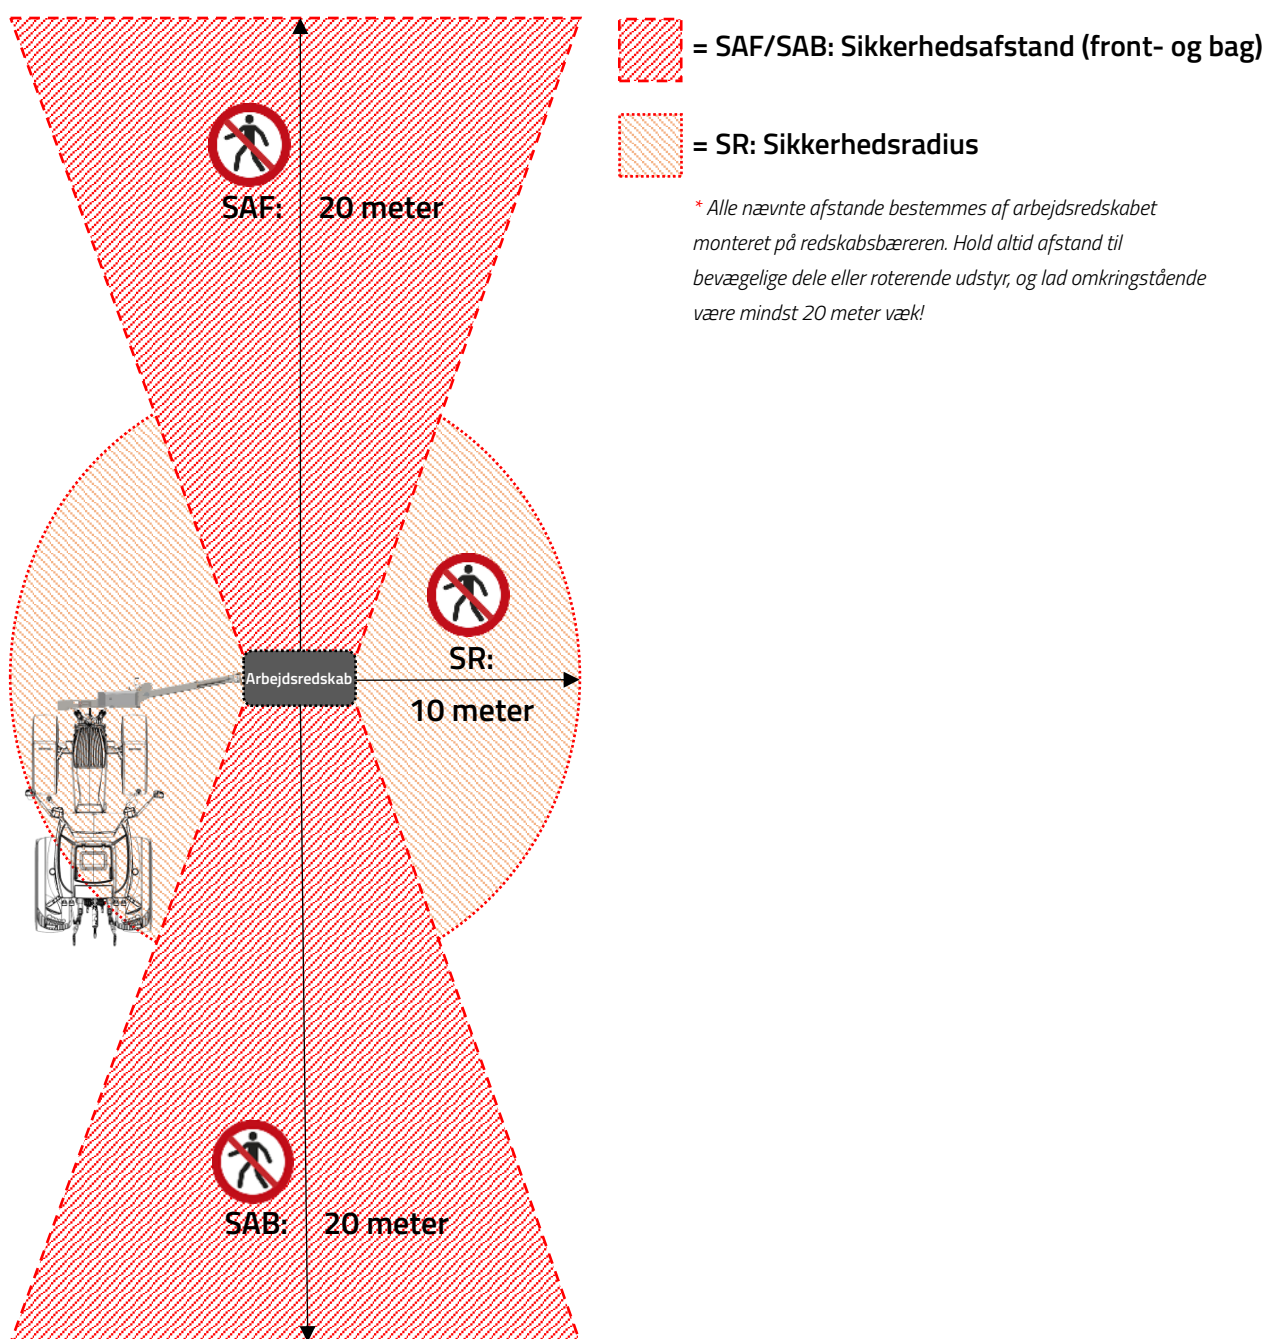 = SAF/SAB: Sikkerhedsafstand (front- og bag)
= SR: Sikkerhedsradius
* Alle nævnte afstande bestemmes af arbejdsredskabet
monteret på redskabsbæreren. Hold altid afstand til
bevægelige dele eller roterende udstyr, og lad omkringstående
være mindst 20 meter væk!
SAF: 20 meter
SR:
Arbejdsredskab
10 meter
SAB: 20 meter